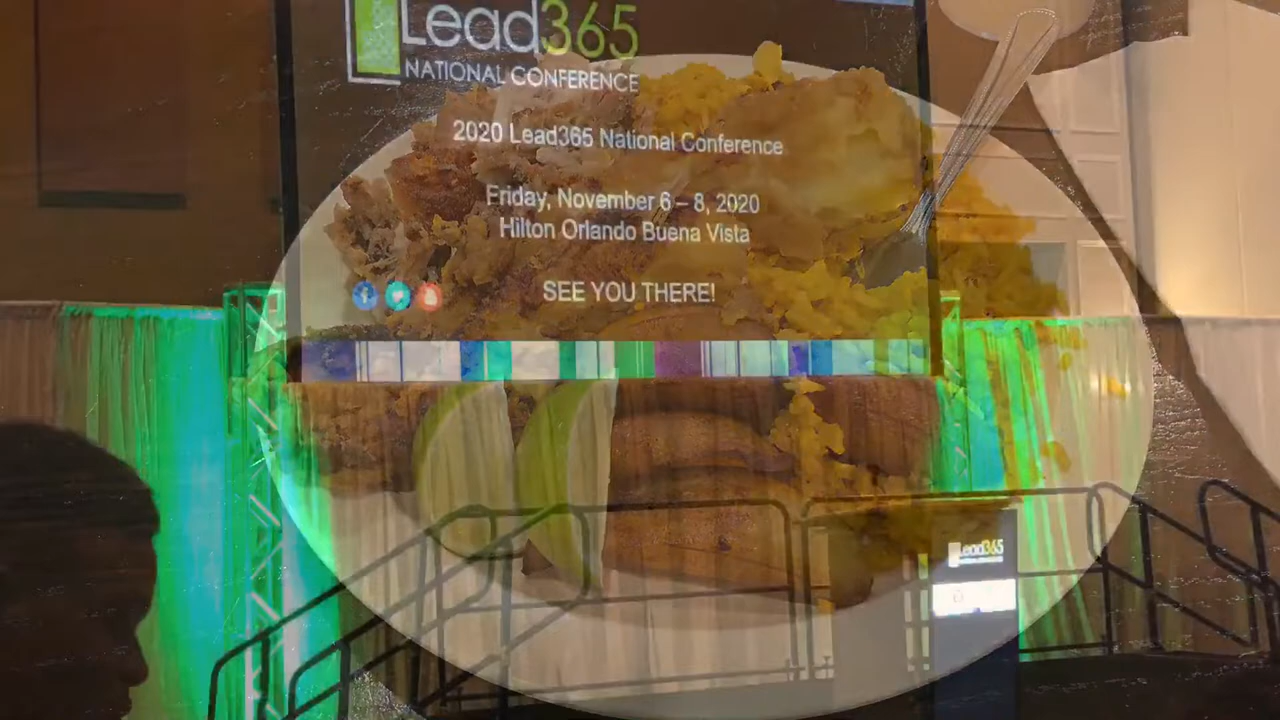 Lead365
NATIONAL CONFERENCE
2020 Lead365 National Conference
Friday, November 6 – 8, 2020
Hilton Orlando Buena Vista
SEE YOU THERE!
Lead365